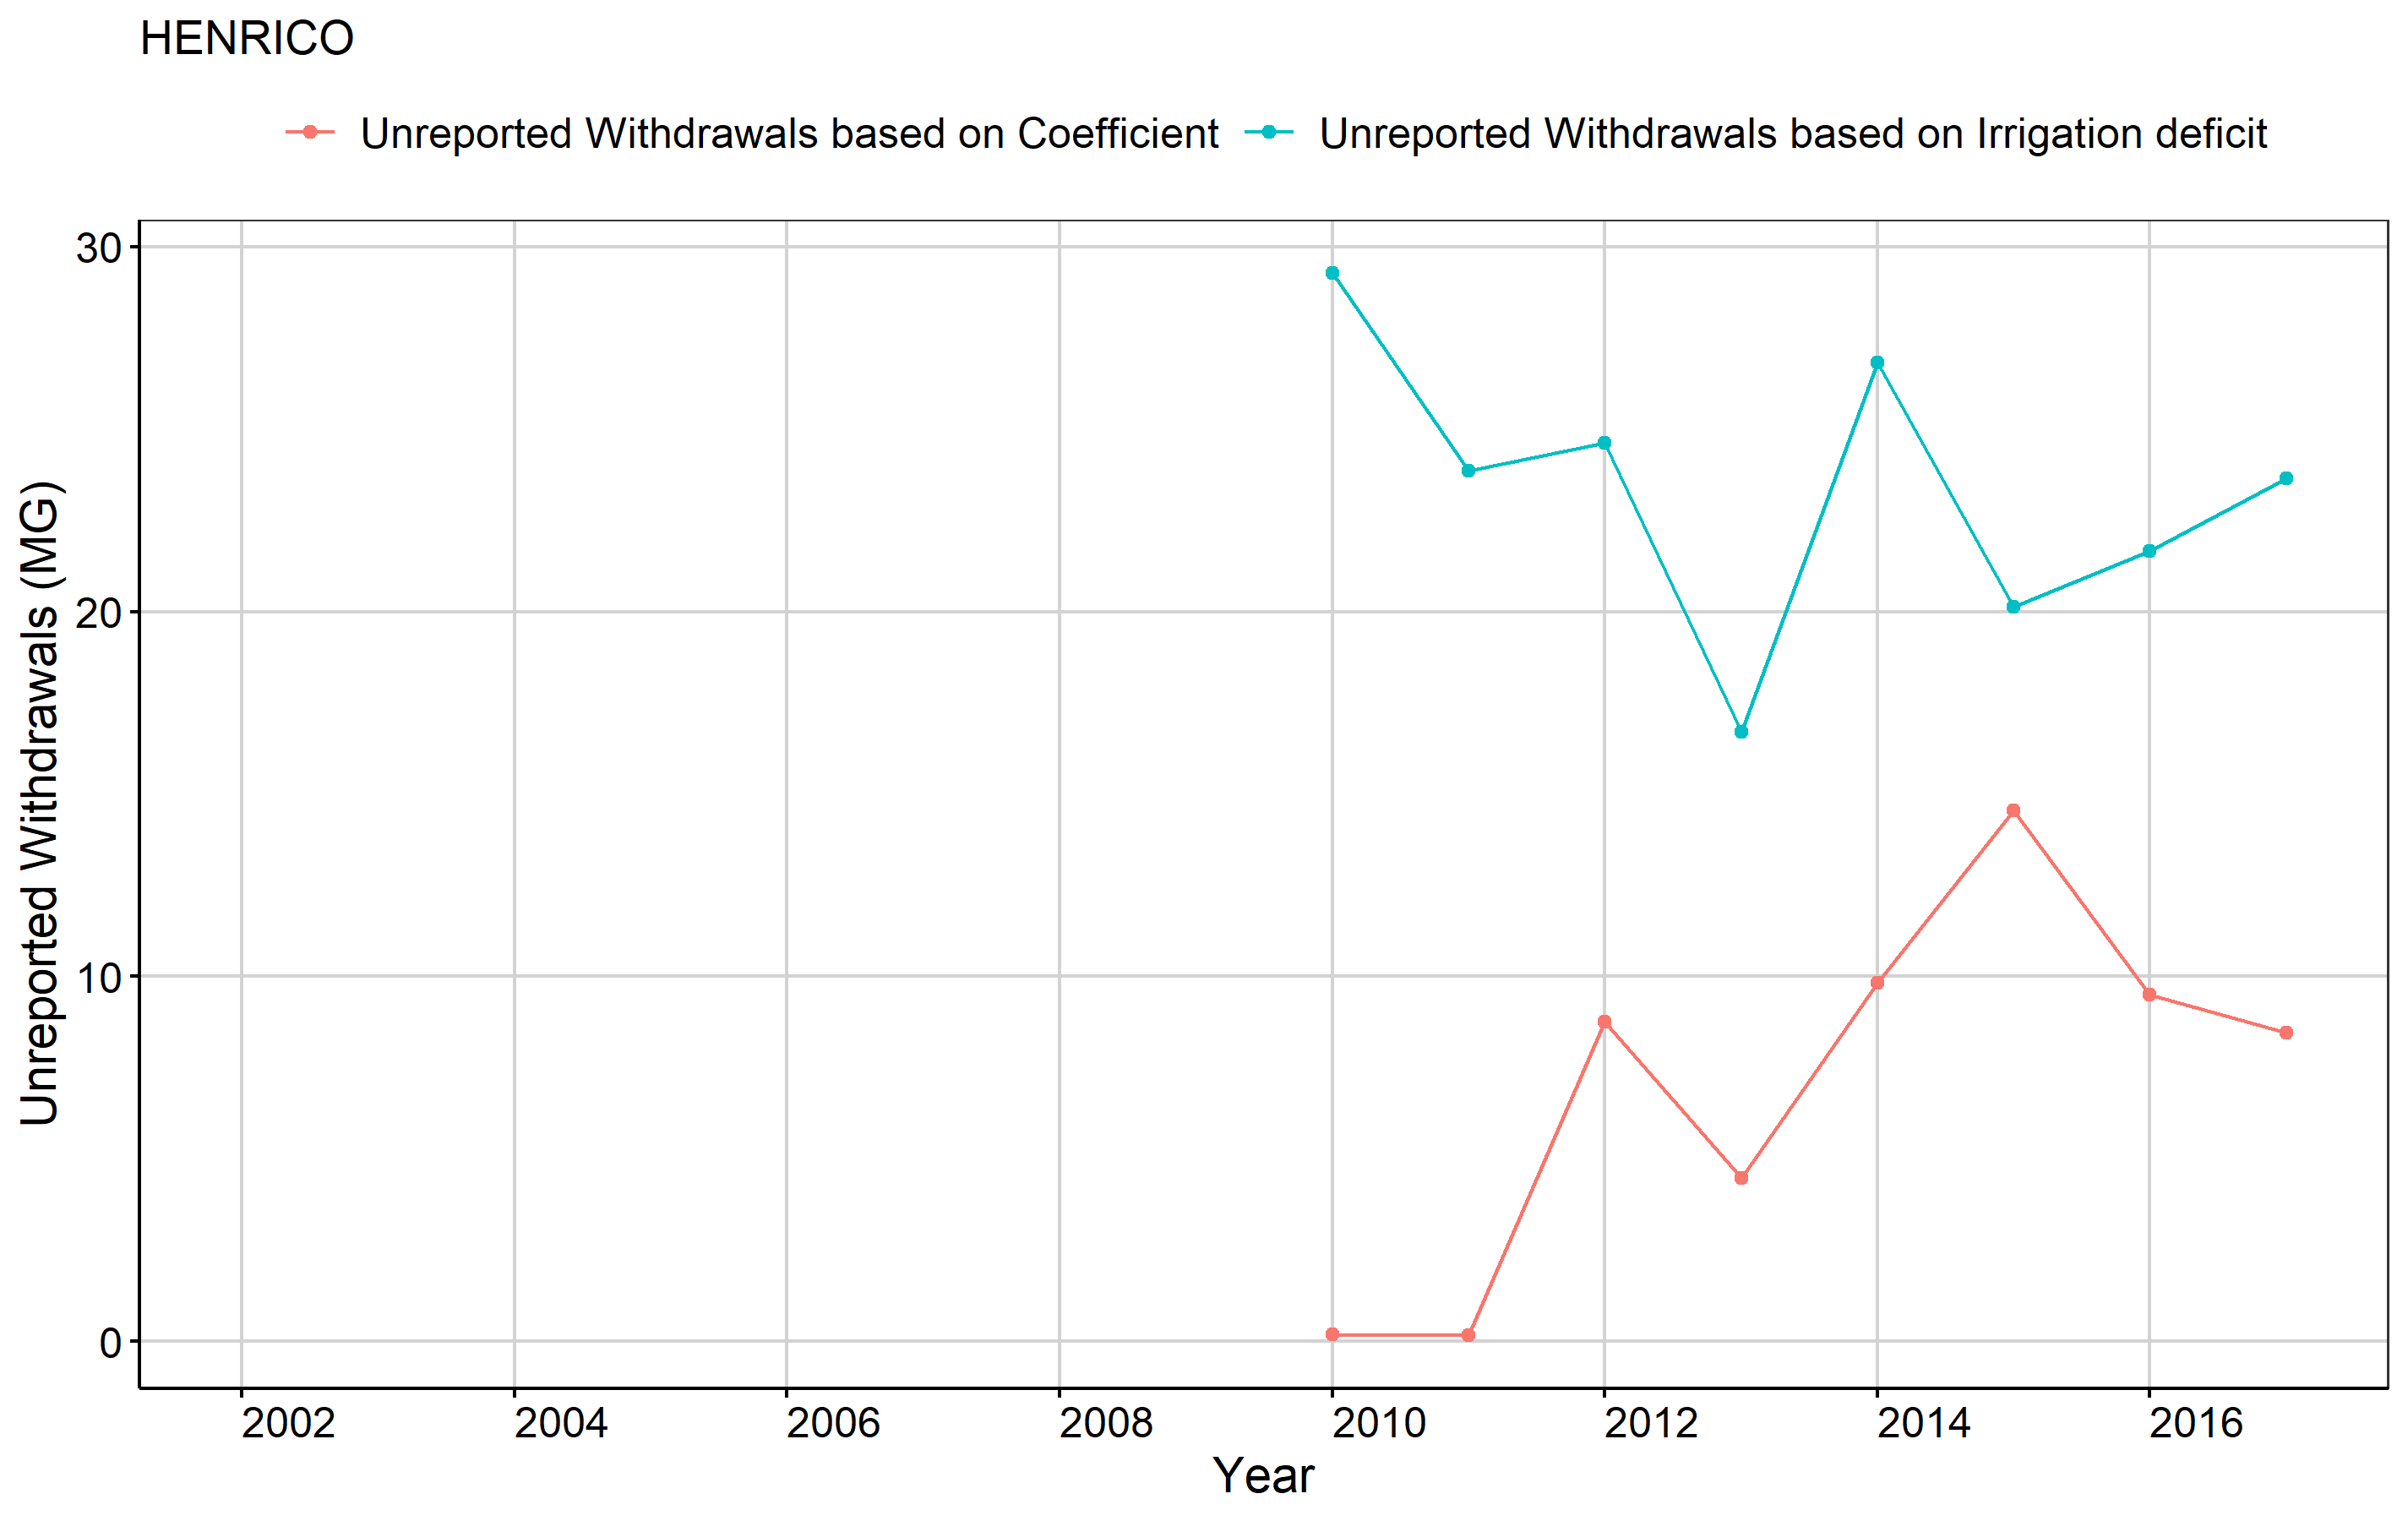 HENRICO
Unreported Withdrawals based on Coefficient Unreported Withdrawals based on Irrigation deficit
Unreported Withdrawals (MG)
30
20
10
0
2002 2004 2006 2008 2010 2012 2014 2016
Year